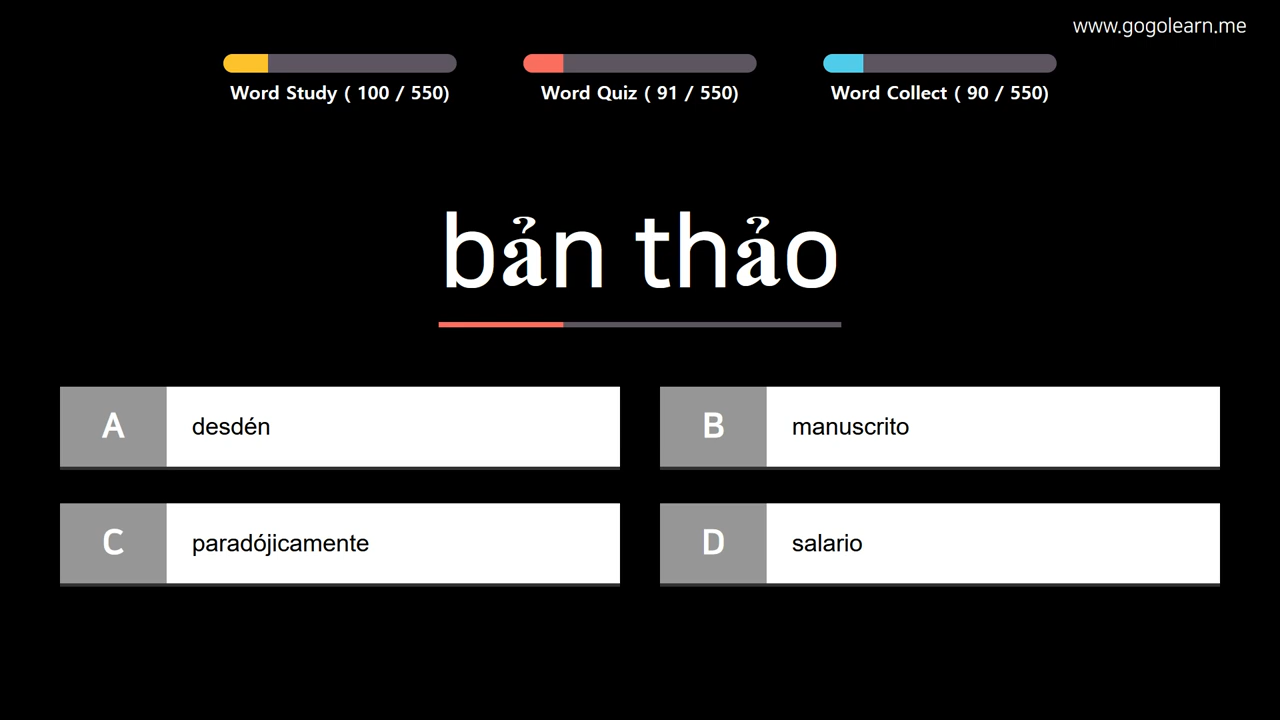 www.gogolearn.me
Word Study ( 100 / 550)
Word Quiz ( 91 / 550)
Word Collect ( 90 / 550)
bản thảo
A
desdén
B
manuscrito
C
paradójicamente
D
salario